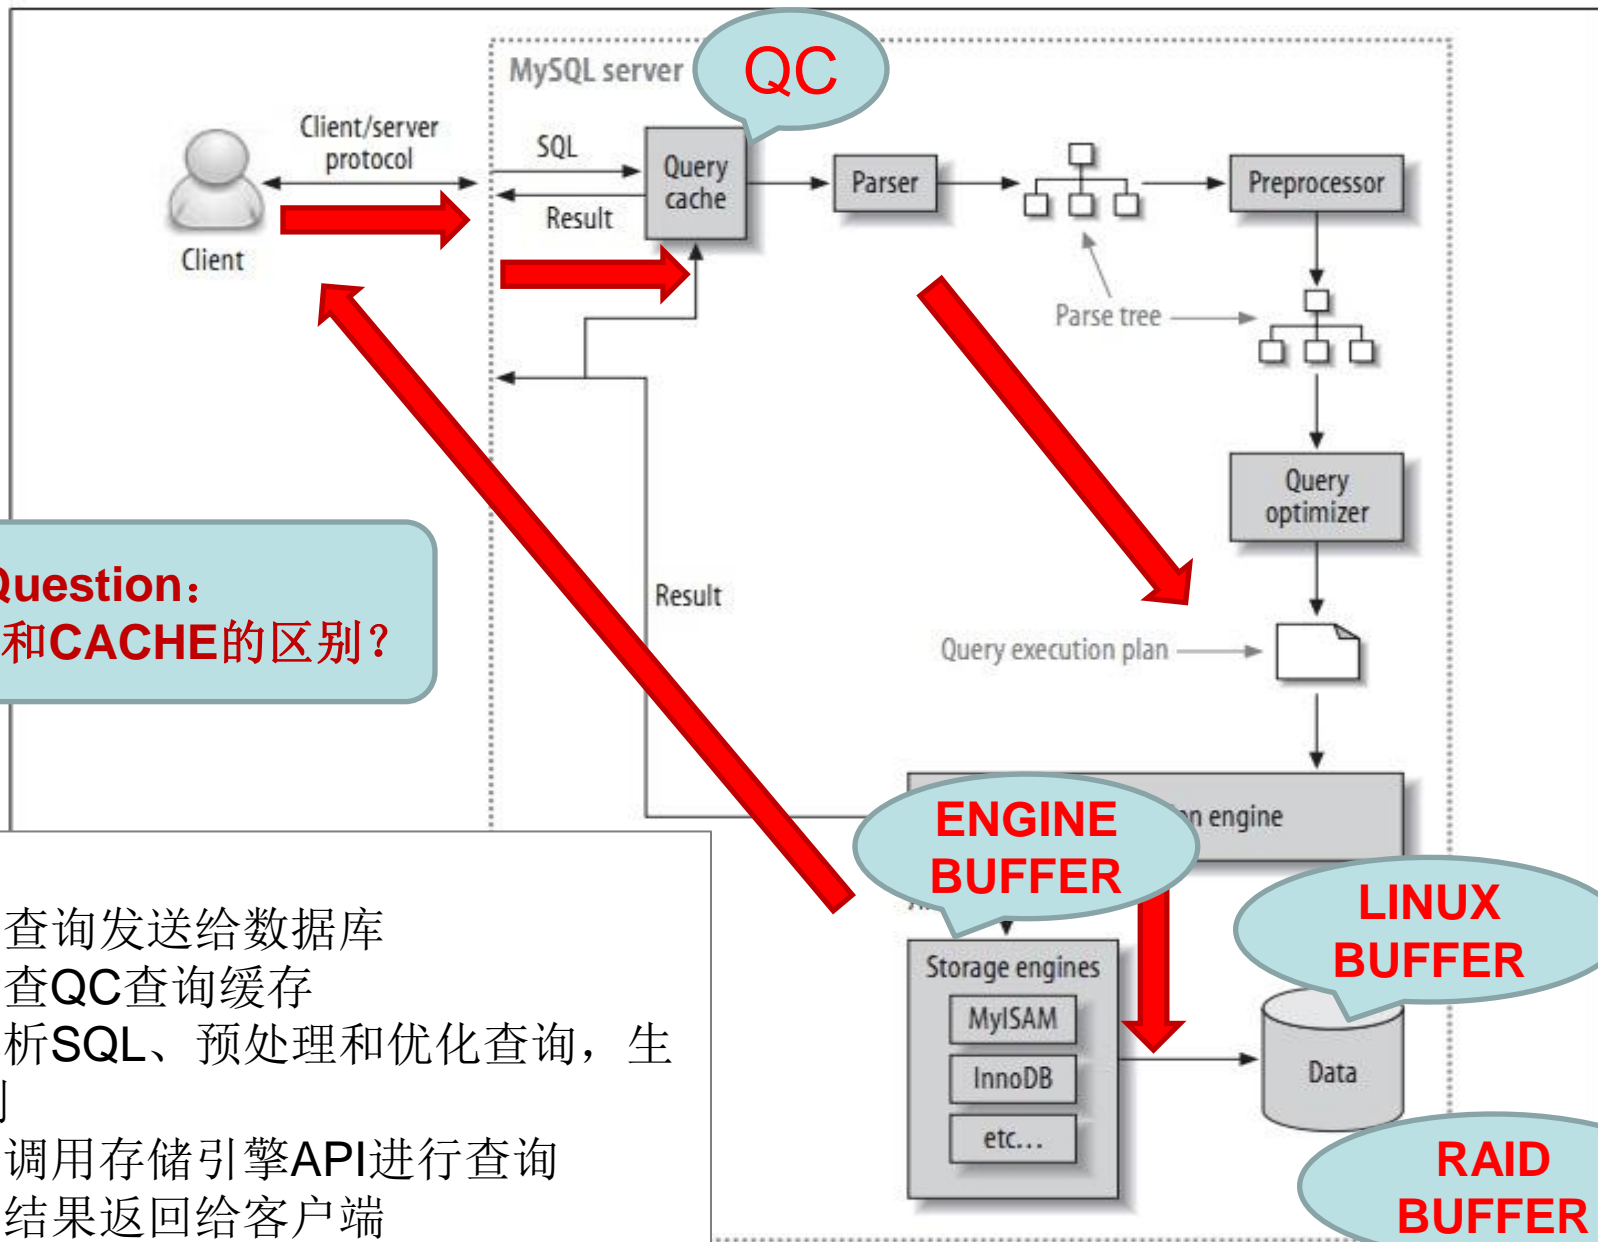 MySQL server
QC
Client/server
protocol
SQL
Result
Query
cache
Parser
Preprocessor
Client
Parse tree
Query
optimizer
Question：
和CACHE的区别？
Result
Query execution plan
ENGINE
BUFFER
engine
LINUX
BUFFER
查询发送给数据库
查QC查询缓存
析SQL、预处理和优化查询，生
调用存储引擎API进行查询
结果返回给客户端
Storage engines
MyISAM
InnoDB
etc...
Data
RAID
BUFFER